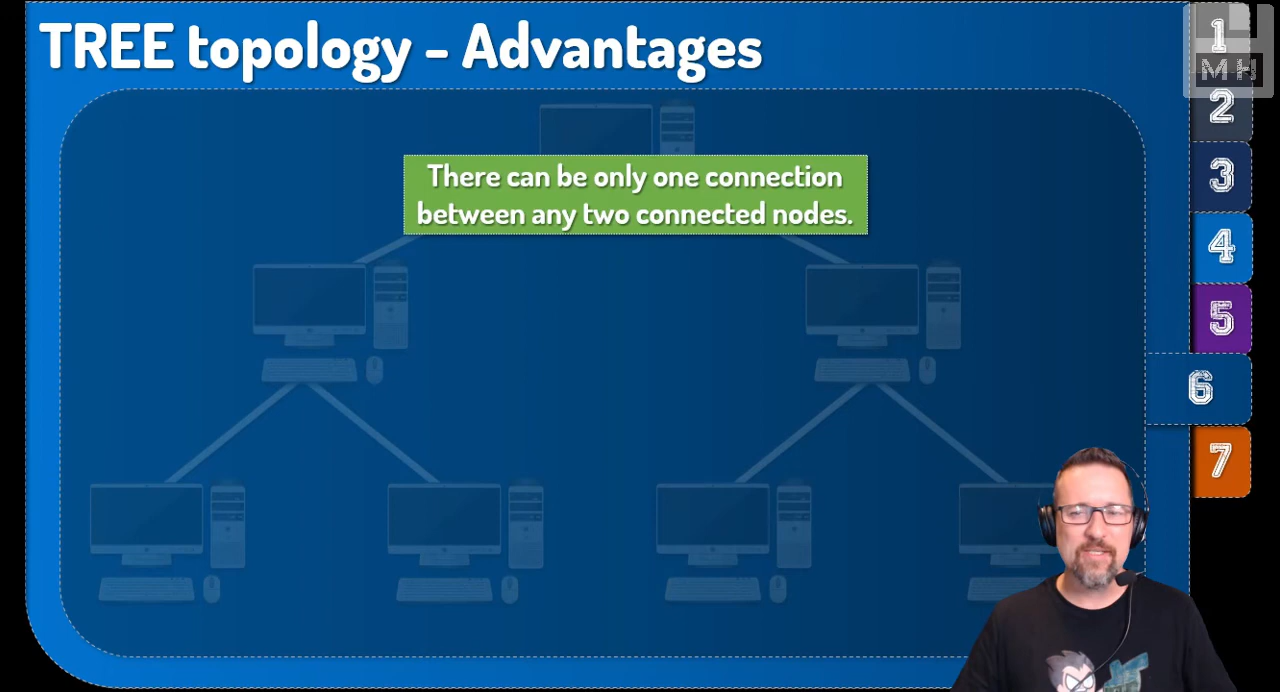 TREE topology – Advantages
There can be only one connection
between any two connected nodes.
1
MH
2
3
4
5
6
7